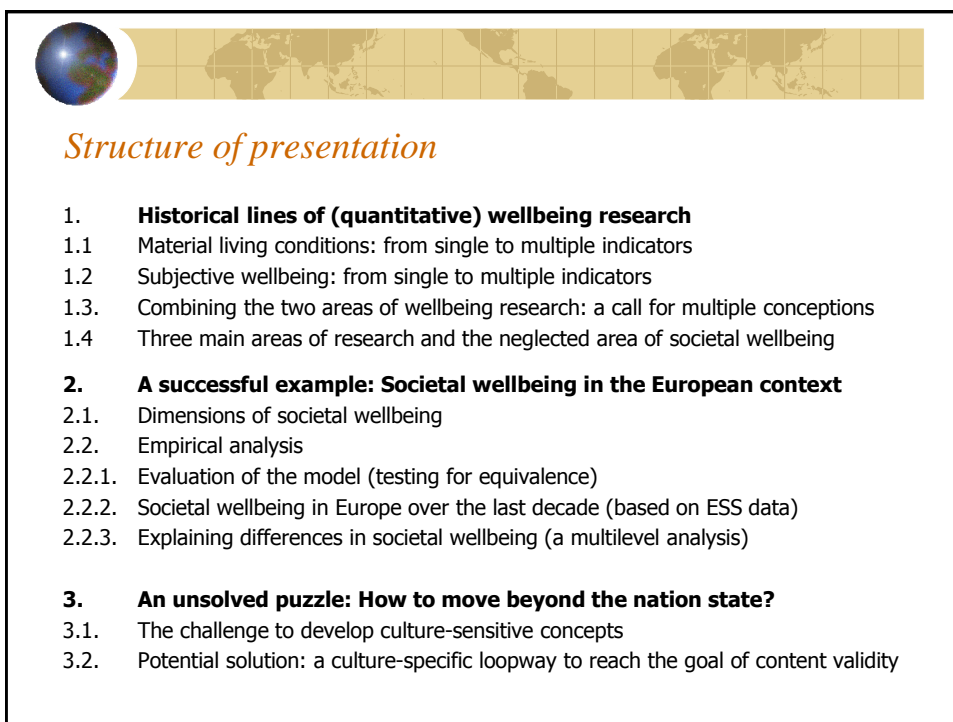 Structure of presentation
1. Historical lines of (quantitative) wellbeing research
1.1 Material living conditions: from single to multiple indicators
1.2 Subjective wellbeing: from single to multiple indicators
1.3. Combining the two areas of wellbeing research: a call for multiple conceptions
1.4 Three main areas of research and the neglected area of societal wellbeing
2. A successful example: Societal wellbeing in the European context
2.1. Dimensions of societal wellbeing
2.2. Empirical analysis
2.2.1. Evaluation of the model (testing for equivalence)
2.2.2. Societal wellbeing in Europe over the last decade (based on ESS data)
2.2.3. Explaining differences in societal wellbeing (a multilevel analysis)
3. An unsolved puzzle: How to move beyond the nation state?
3.1. The challenge to develop culture-sensitive concepts
3.2. Potential solution: a culture-specific loopway to reach the goal of content validity